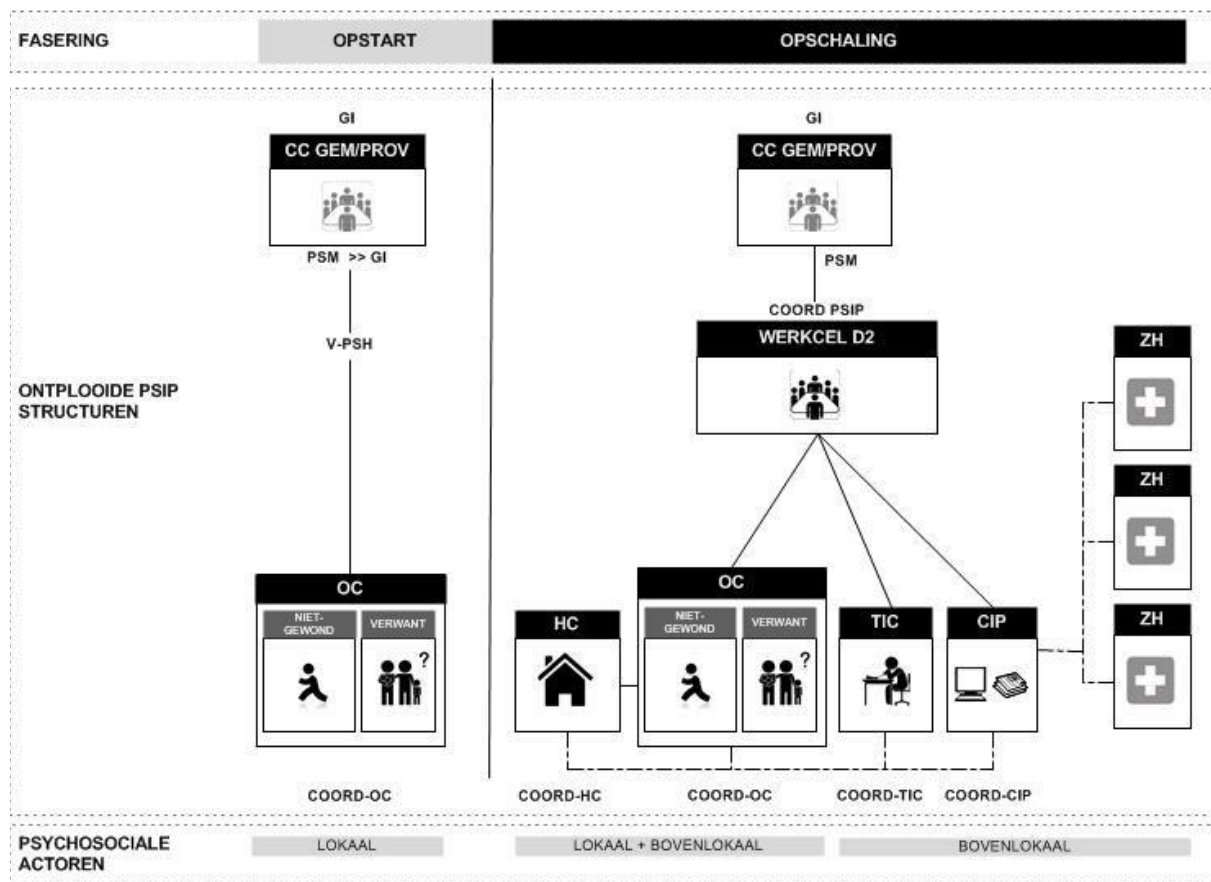 FASERING
OPSTART
OPSCHALING
ONTPLOOIDE PSIP
STRUCTUREN
GI
CC GEM/PROV
PSM >> GI
V-PSH
OC
NIET-
GEWOND
VERWANT
?
COORD-OC
GI
CC GEM/PROV
PSM
COORD PSIP
WERKCEL D2
HC
OC
NIET-
GEWOND
VERWANT
?
TIC
CIP
ZH
ZH
ZH
COORD-HC
COORD-OC
COORD-TIC
COORD-CIP
PSYCHOSOCIALE
ACTOREN
LOKAAL
LOKAAL + BOVENLOKAAL
BOVENLOKAAL